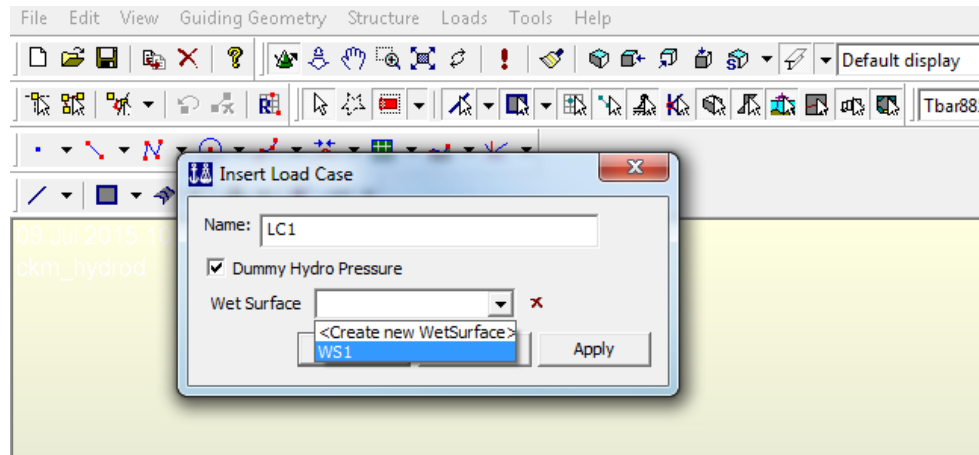 File Edit View Guiding Geometry Structure Loads Tools Help
Default display
Tbar88
Insert Load Case
Name: LC1
Dummy Hydro Pressure
Wet Surface
<Create new WetSurface>
WS1
Apply
ckm_hydrod